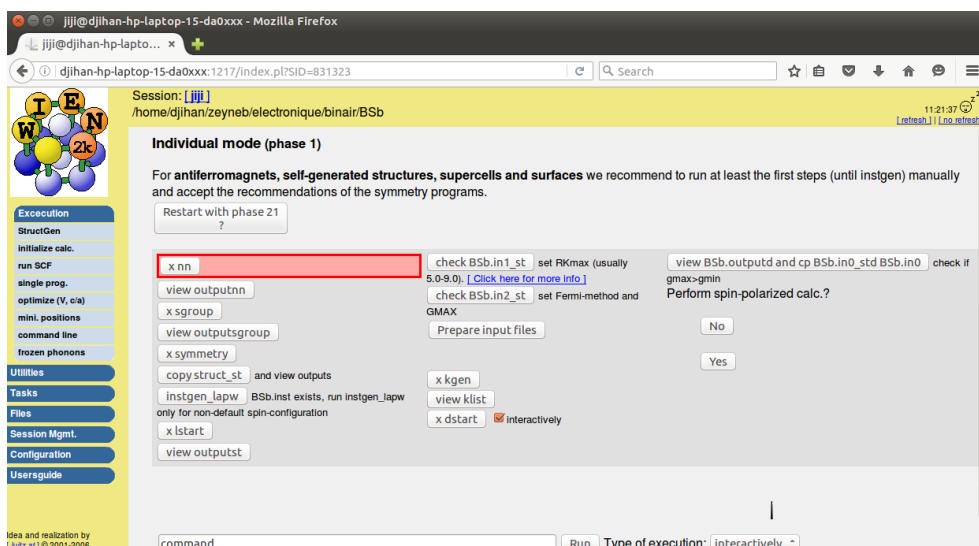 jiji@djihan-hp-laptop-15-da0xxx - Mozilla Firefox
jiji@djihan-hp-lapto... ×
djihan-hp-laptop-15-da0xxx:1217/index.pl?SID=831323
Search
WIEN
2k
Session: [ jiji ]
/home/djihan/zeyneb/electronique/binair/BSb
11:21:37
[ refresh ] | [ no refresh
Individual mode (phase 1)
For antiferromagnets, self-generated structures, supercells and surfaces we recommend to run at least the first steps (until instgen) manually
and accept the recommendations of the symmetry programs.
Restart with phase 21
?
Excecution
StructGen
initialize calc.
run SCF
single prog.
optimize (V, c/a)
mini. positions
command line
frozen phonons
Utilities
Tasks
Files
Session Mgmt.
Configuration
Usersguide
Idea and realization by
x nn
view outputnn
x sgroup
view outputsgroup
x symmetry
copy struct_st and view outputs
instgen_lapw BSb.inst exists, run instgen_lapw
only for non-default spin-configuration
x lstart
view outputst
check BSb.in1_st set RKmax (usually
5.0-9.0). [ Click here for more info ]
check BSb.in2_st set Fermi-method and
GMAX
Prepare input files
x kgen
view klist
x dstart interactively
view BSb.outputd and cp BSb.in0_std BSb.in0 check if
gmax>gmin
Perform spin-polarized calc.?
No
Yes
command
Run Type of execution: interactively